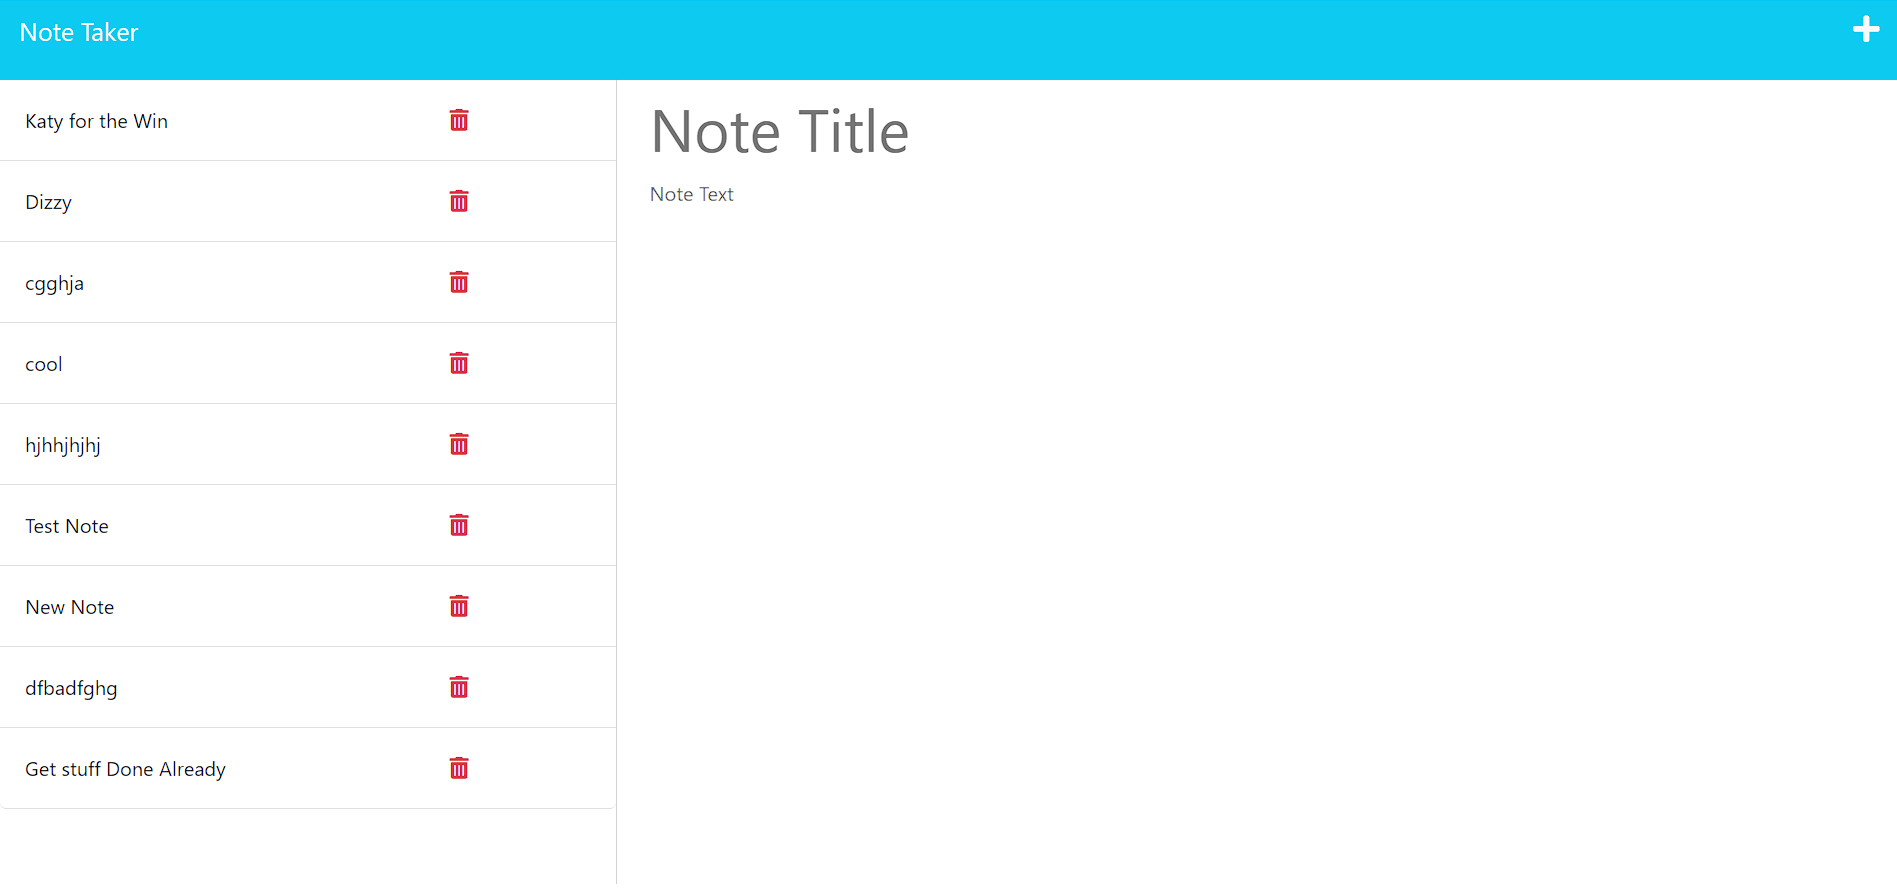 Note Taker
Katy for the Win
Dizzy
cgghja
cool
hjhhjhjhj
Test Note
New Note
dfbadfghg
Get stuff Done Already
Note Title
Note Text